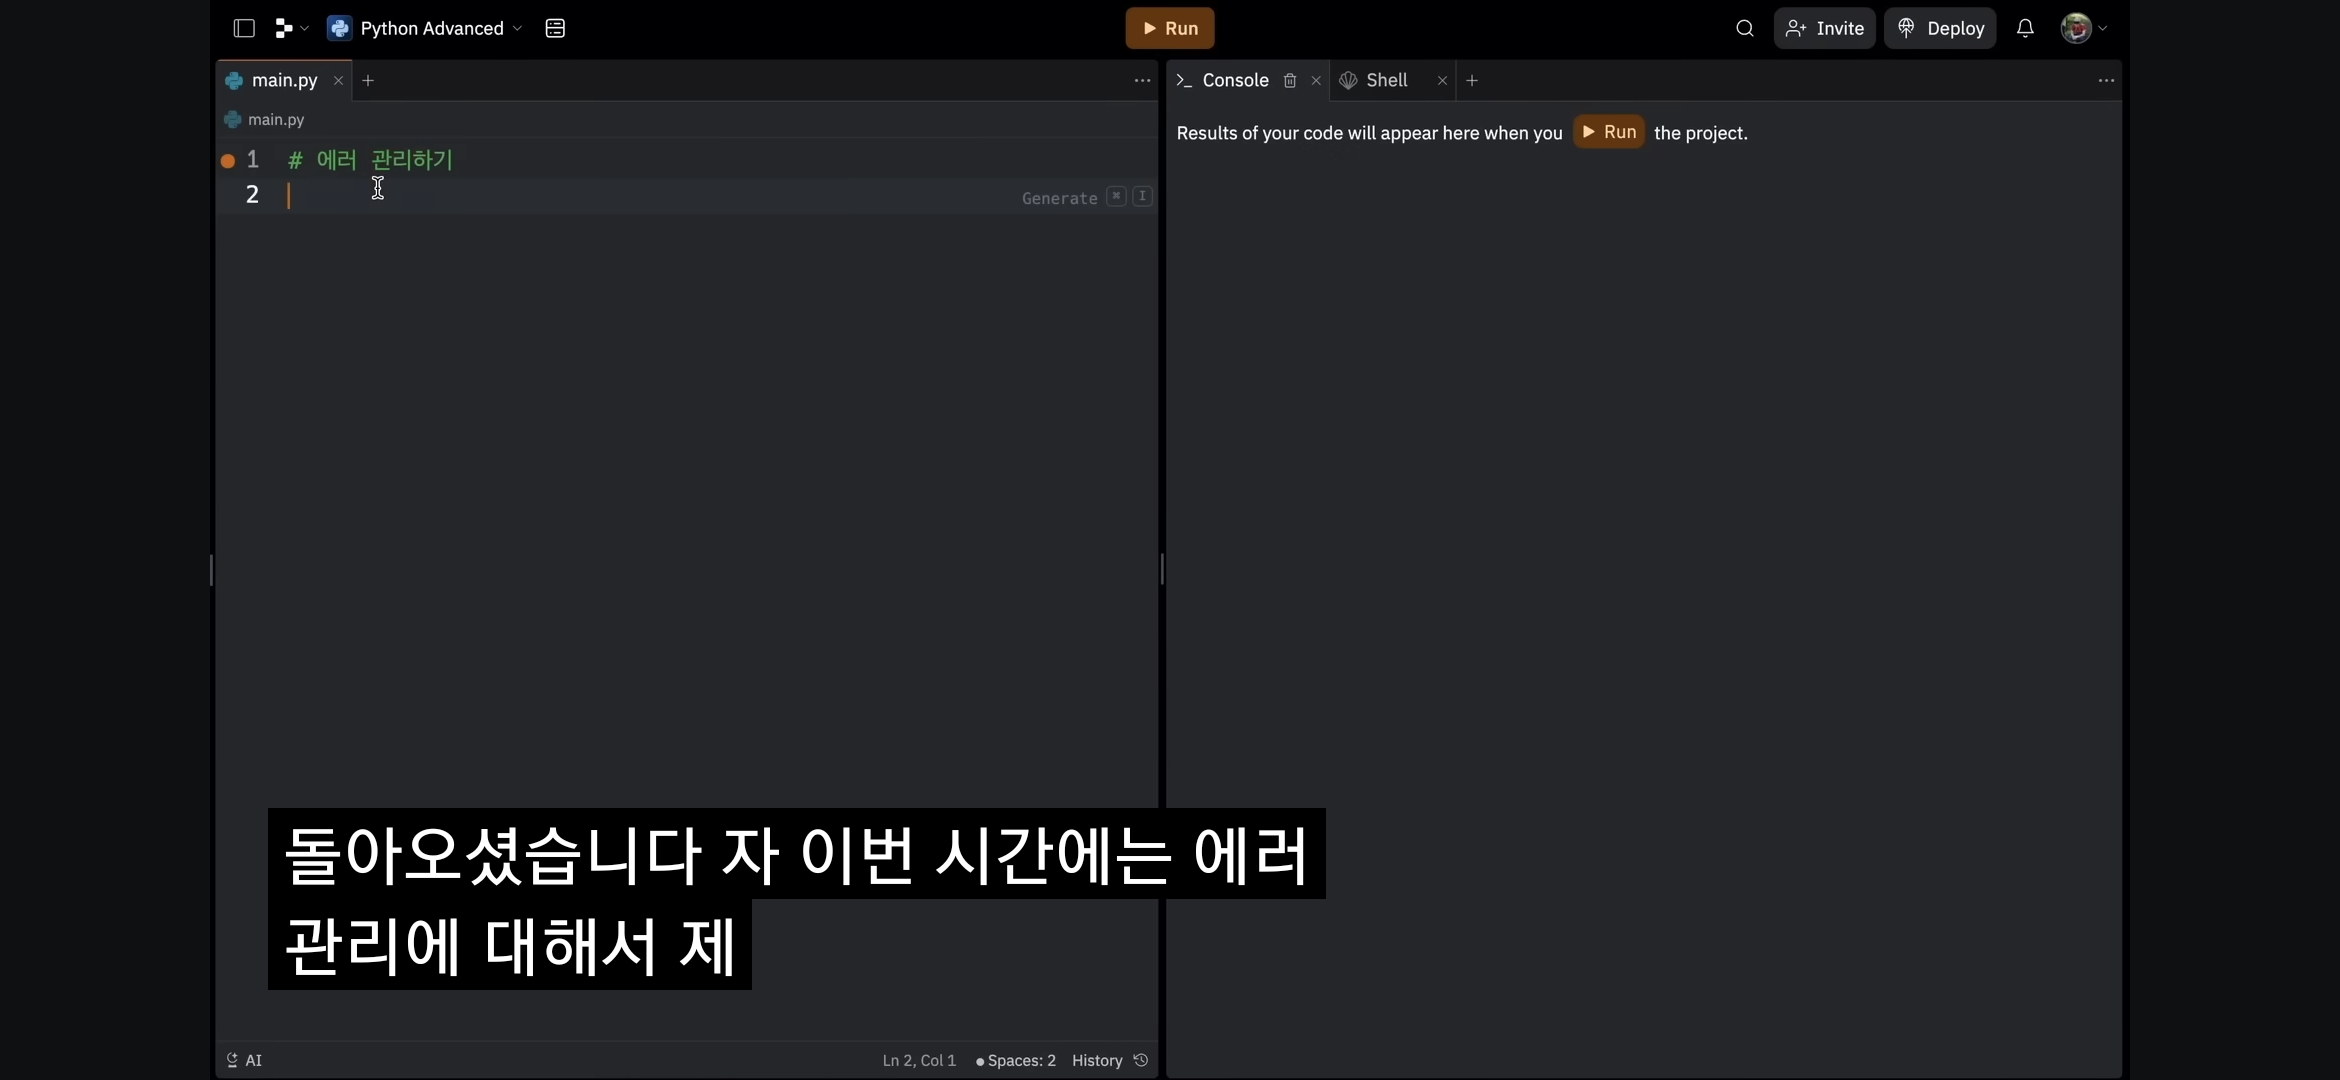 Python Advanced
Run
Invite
Deploy
main.py
Console
Shell
main.py
Results of your code will appear here when you Run the project.
1 # 에러 관리하기
2
Generate ⌘ I
돌아오셨습니다 자 이번 시간에는 에러
관리에 대해서 제
AI
Ln 2, Col 1
Spaces: 2
History